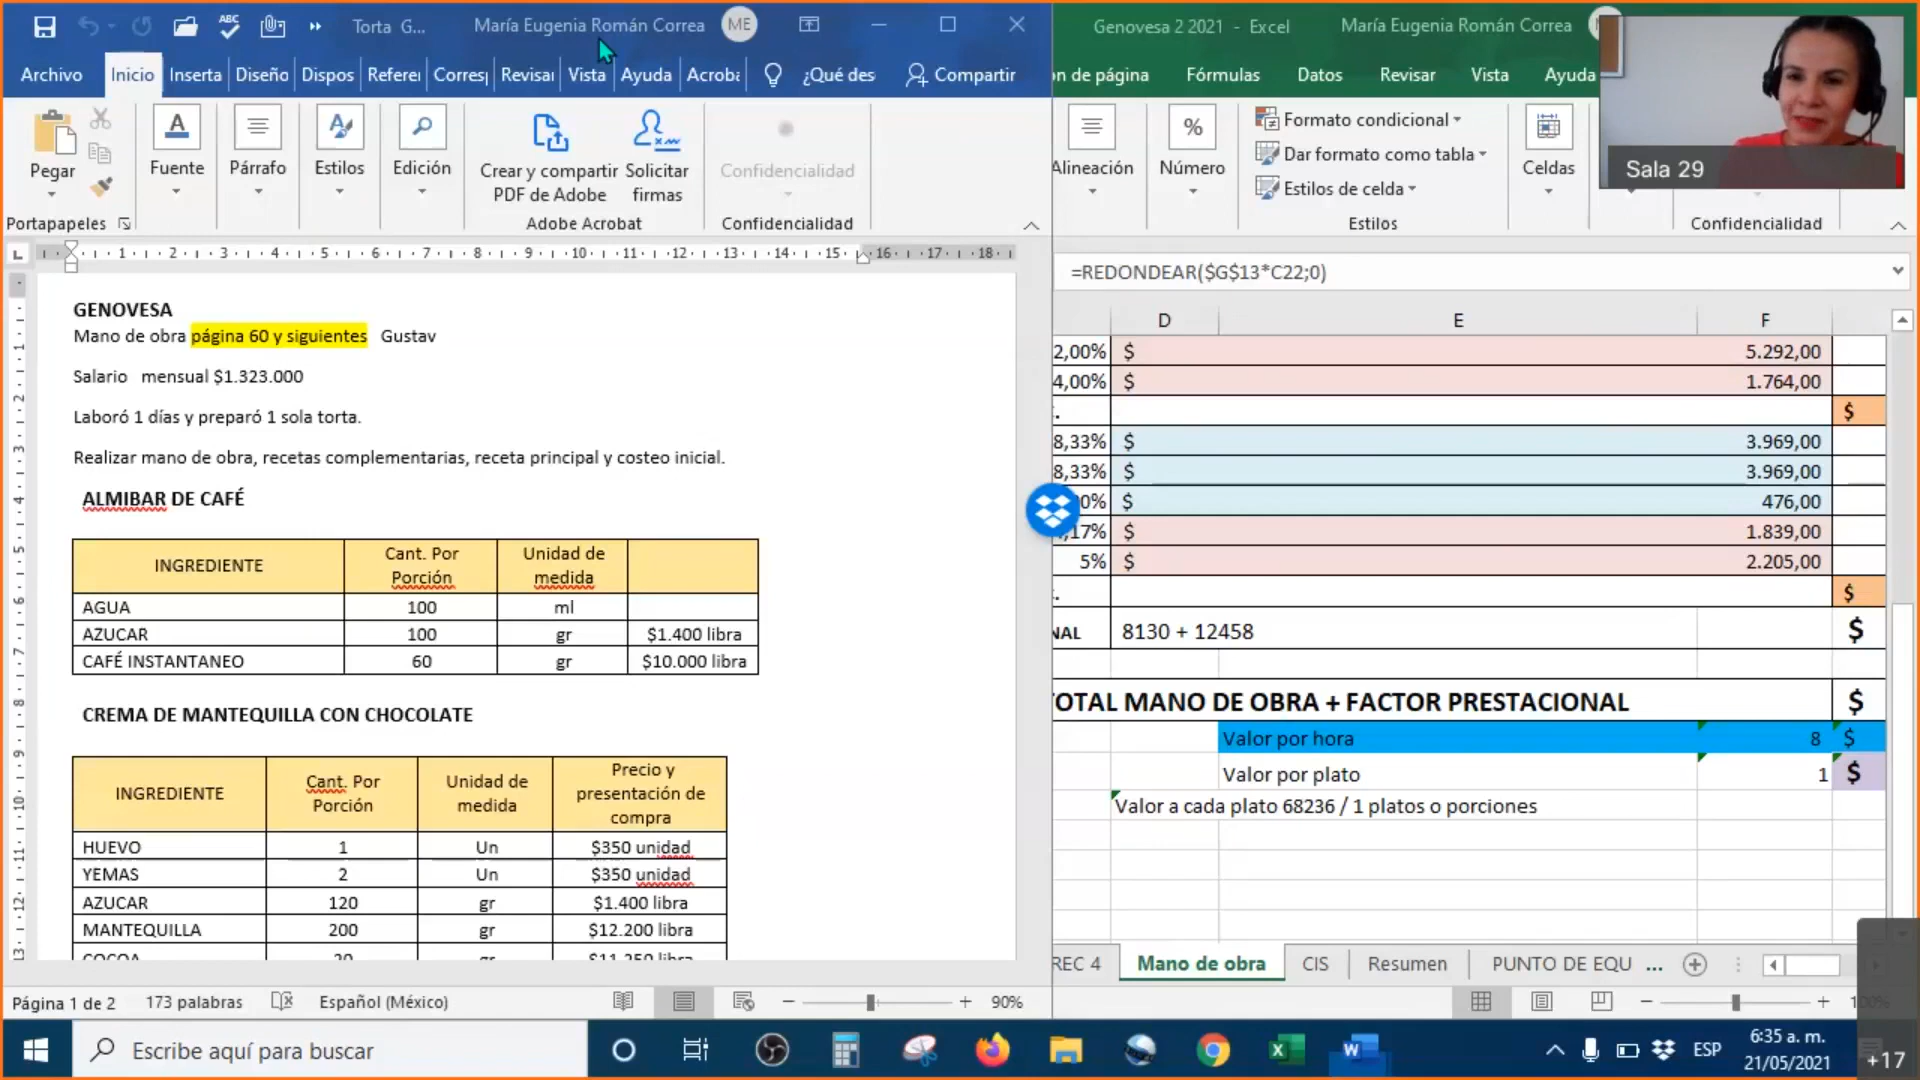 Torta G...
María Eugenia Román Correa
ME
Archivo
Inicio
Inserta
Diseño
Dispos
Corresp
Vista
Ayuda
¿Qué des
Compartir
Pegar
Fuente
Párrafo
Estilos
Edición
Crear y compartir
PDF de Adobe
Solicitar
firmas
Confidencialidad
Portapapeles
Adobe Acrobat
Confidencialidad
GENOVESA
Mano de obra página 60 y siguientes Gustav
Salario mensual $1.323.000
Laboró 1 días y preparó 1 sola torta.
Realizar mano de obra, recetas complementarias, receta principal y costeo inicial.
ALMIBAR DE CAFÉ
INGREDIENTE
Cant. Por
Porción
Unidad de
medida
AGUA 100 ml
AZUCAR 100 gr $1.400 libra
CAFÉ INSTANTANEO 60 gr $10.000 libra
CREMA DE MANTEQUILLA CON CHOCOLATE
INGREDIENTE
Cant. Por
Porción
Unidad de
medida
Precio y
presentación de
compra
HUEVO 1 Un $350 unidad
YEMAS 2 Un $350 unidad
AZUCAR 120 gr $1.400 libra
MANTEQUILLA 200 gr $12.200 libra
Página 1 de 2
173 palabras
Español (México)
90%
Genovesa 2 2021 - Excel
María Eugenia Román Correa
ón de página
Fórmulas
Datos
Revisar
Vista
Ayuda
Alineación
Número
Formato condicional
Dar formato como tabla
Estilos de celda
Estilos
Celdas
Confidencialidad
Sala 29
=REDONDEAR($G$13*C22;0)
D E F
2,00% $ 5.292,00
4,00% $ 1.764,00
$
8,33% $ 3.969,00
8,33% $ 3.969,00
$ 476,00
,17% $ 1.839,00
5% $ 2.205,00
$
NAL 8130 + 12458 $
OTAL MANO DE OBRA + FACTOR PRESTACIONAL $
Valor por hora 8 $
Valor por plato 1 $
Valor a cada plato 68236 / 1 platos o porciones
REC 4
Mano de obra
CIS
Resumen
PUNTO DE EQU ...
Escribe aquí para buscar
ESP
6:35 a. m.
21/05/2021
+17